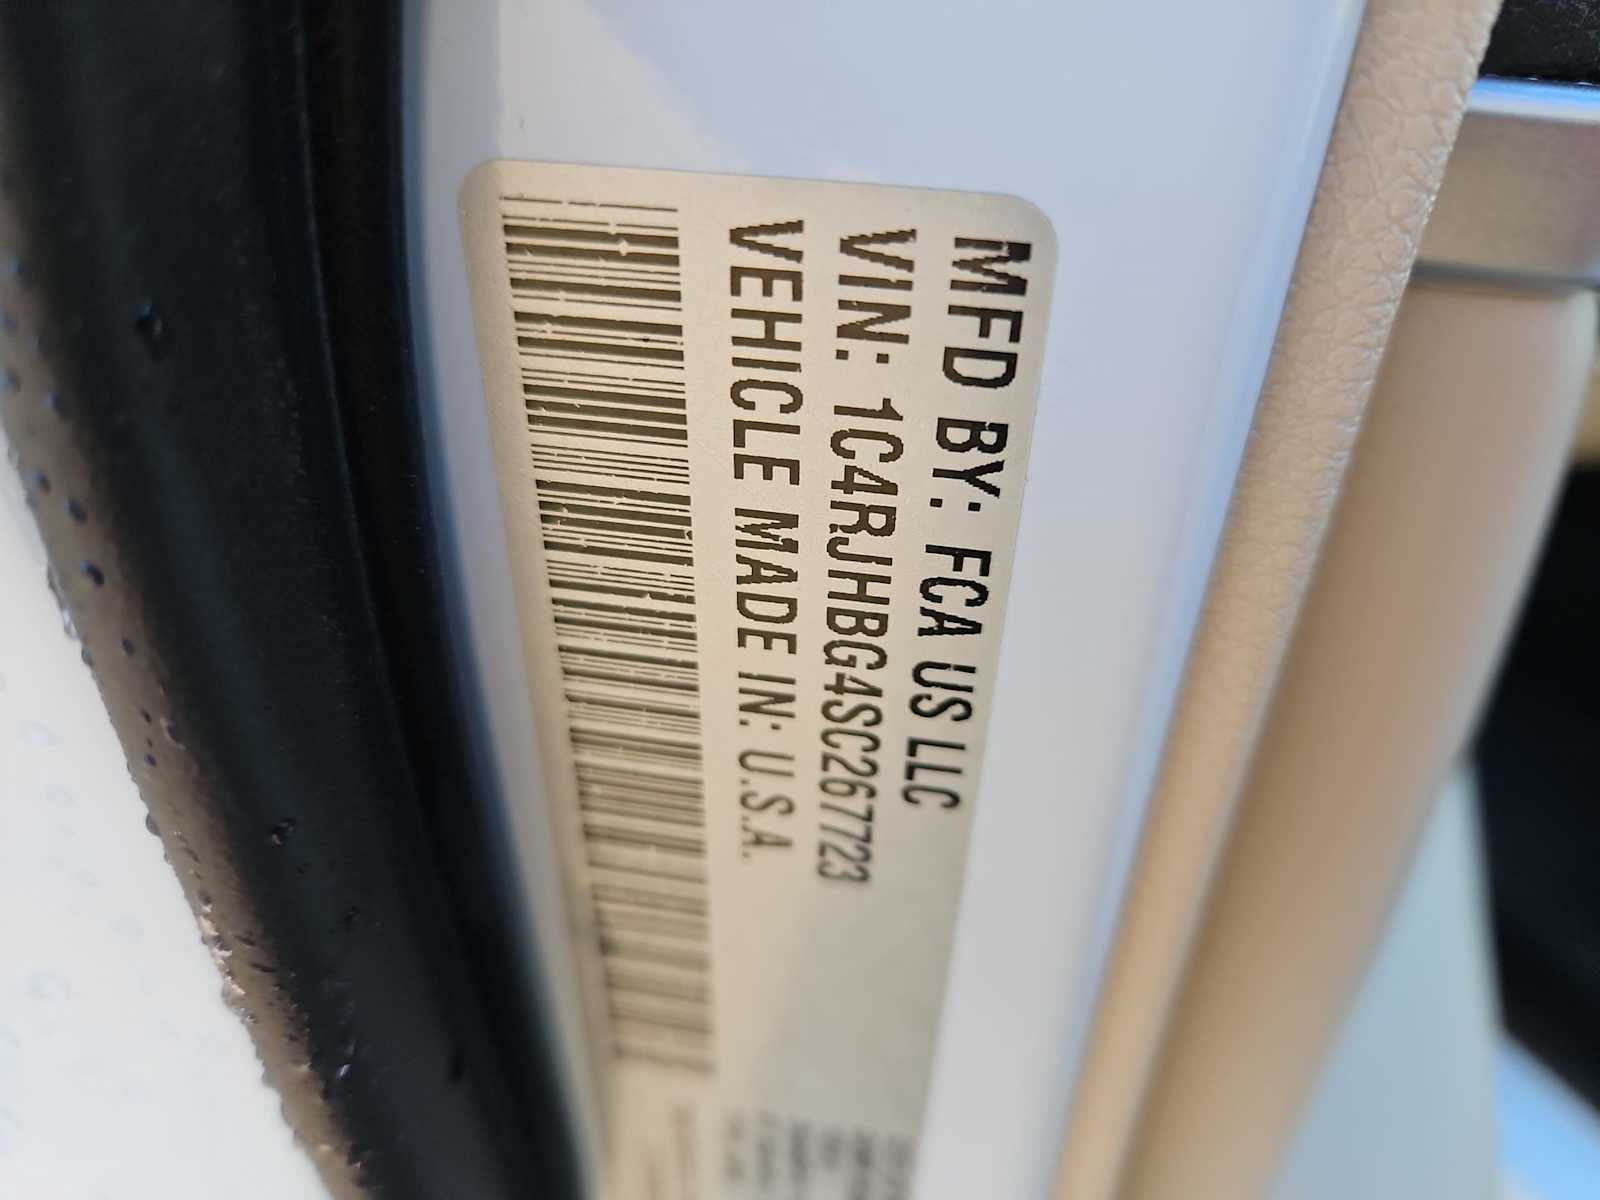 MFD BY: FCA US LLC
VIN: 1C4RJHBG4SC267723
VEHICLE MADE IN: U.S.A.